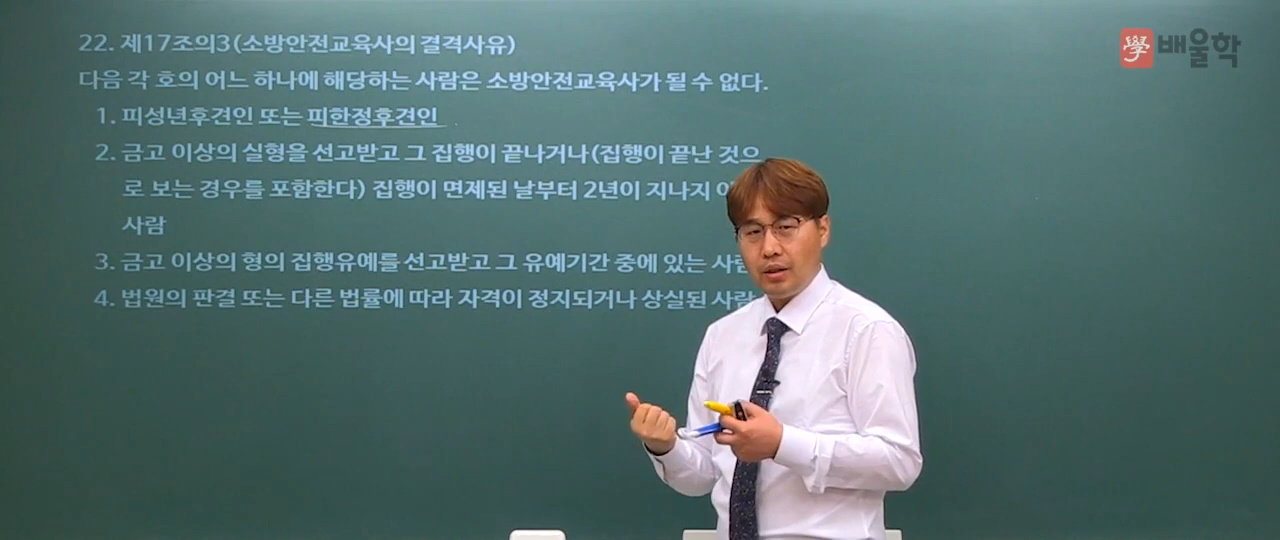 學 배울학
22. 제17조의3(소방안전교육사의 결격사유)
다음 각 호의 어느 하나에 해당하는 사람은 소방안전교육사가 될 수 없다.
1. 피성년후견인 또는 피한정후견인
2. 금고 이상의 실형을 선고받고 그 집행이 끝나거나(집행이 끝난 것으
로 보는 경우를 포함한다) 집행이 면제된 날부터 2년이 지나지
사람
3. 금고 이상의 형의 집행유예를 선고받고 그 유예기간 중에 있는 사람
4. 법원의 판결 또는 다른 법률에 따라 자격이 정지되거나 상실된 사람